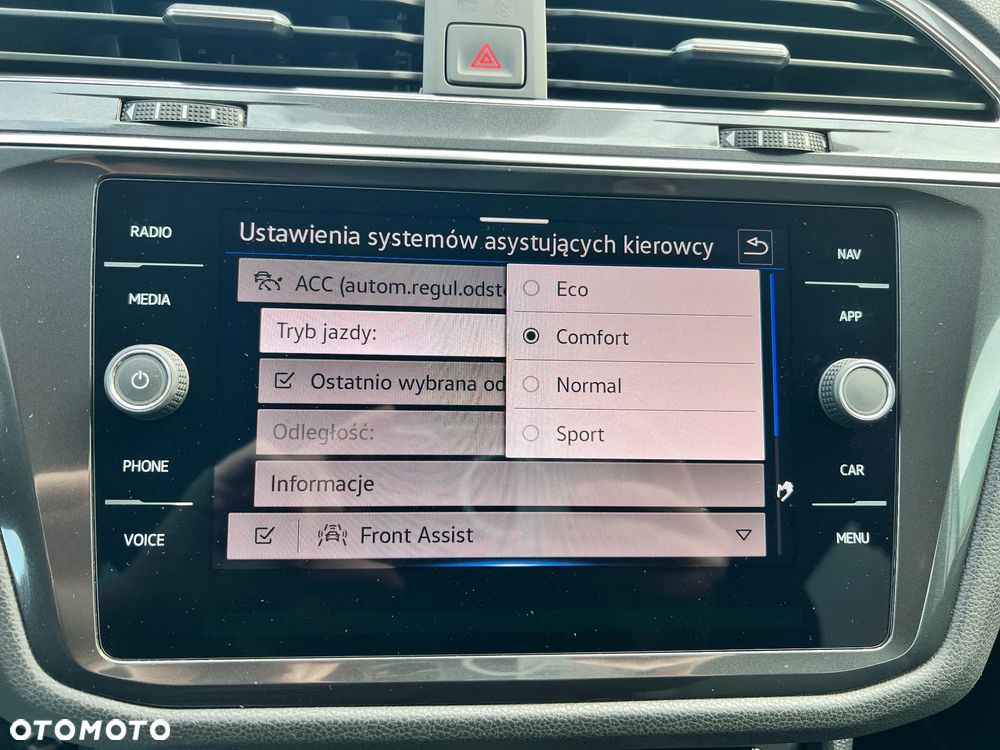 RADIO
MEDIA
PHONE
VOICE
Ustawienia systemów asystujących kierowcy
ACC (autom.regul.odstę
Tryb jazdy:
Ostatnio wybrana od
Odległość:
Informacje
Front Assist
Eco
Comfort
Normal
Sport
NAV
APP
CAR
MENU
OTOMOTO